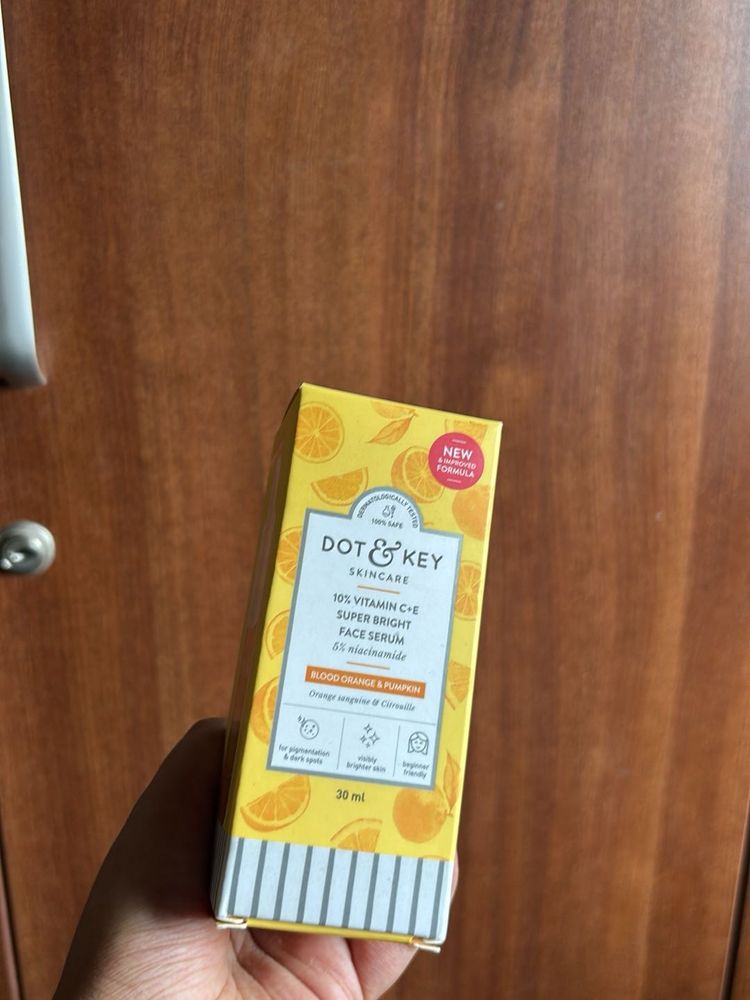 NEW
& IMPROVED
FORMULA
DERMATOLOGICALLY TESTED
100% SAFE
DOT & KEY
SKINCARE
10% VITAMIN C+E
SUPER BRIGHT
FACE SERUM
5% niacinamide
BLOOD ORANGE & PUMPKIN
Orange sanguine & Citrouille
for pigmentation
& dark spots
visibly
brighter skin
beginner
friendly
30 ml